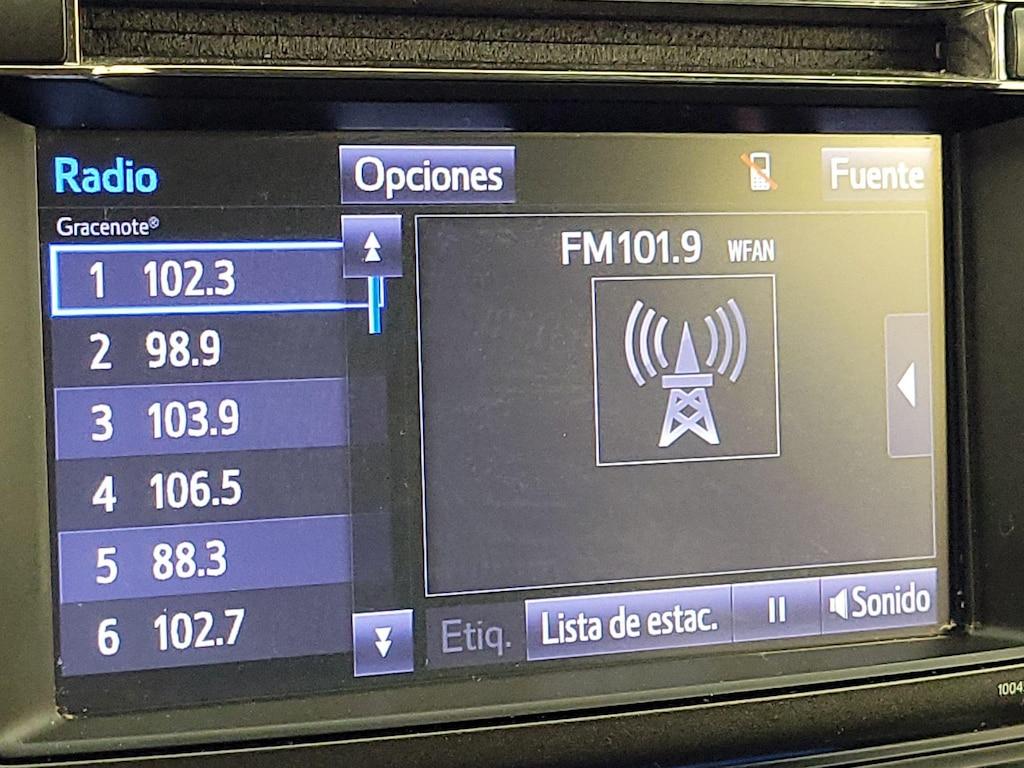 Radio
Opciones
Fuente
Gracenote®
1 102.3
2 98.9
3 103.9
4 106.5
5 88.3
6 102.7
FM101.9 WFAN
Etiq.
Lista de estac.
Sonido